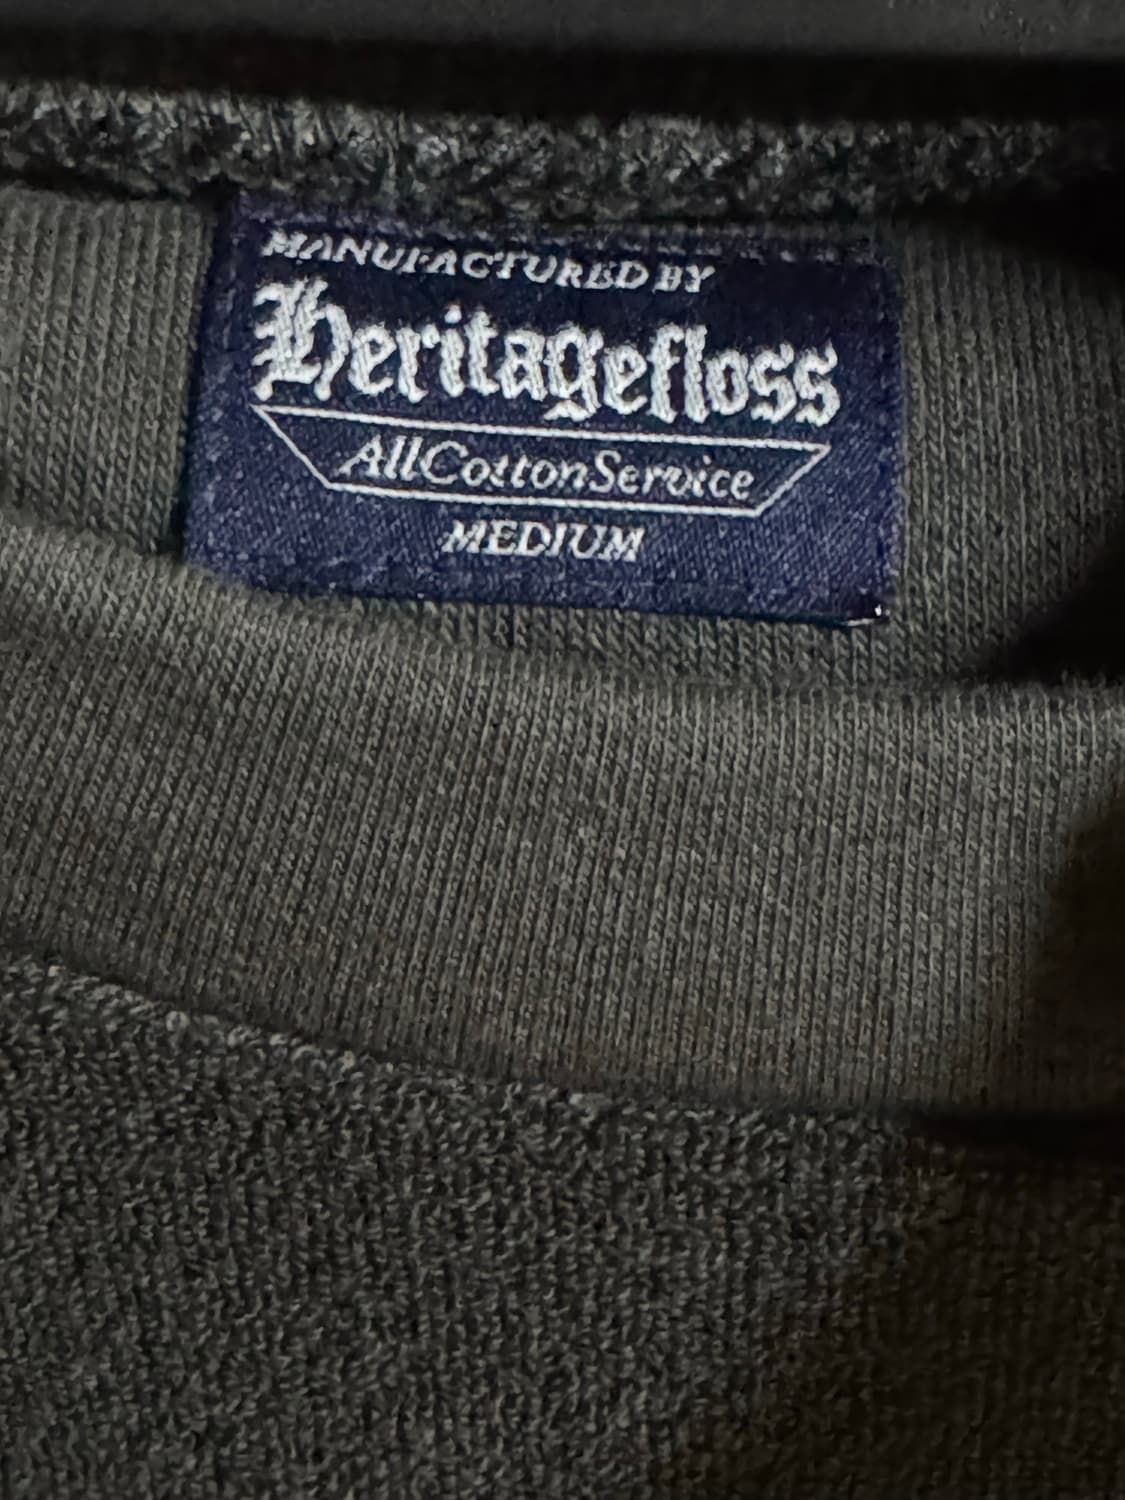 MANUFACTURED BY
Heritagefloss
AllCottonService
MEDIUM